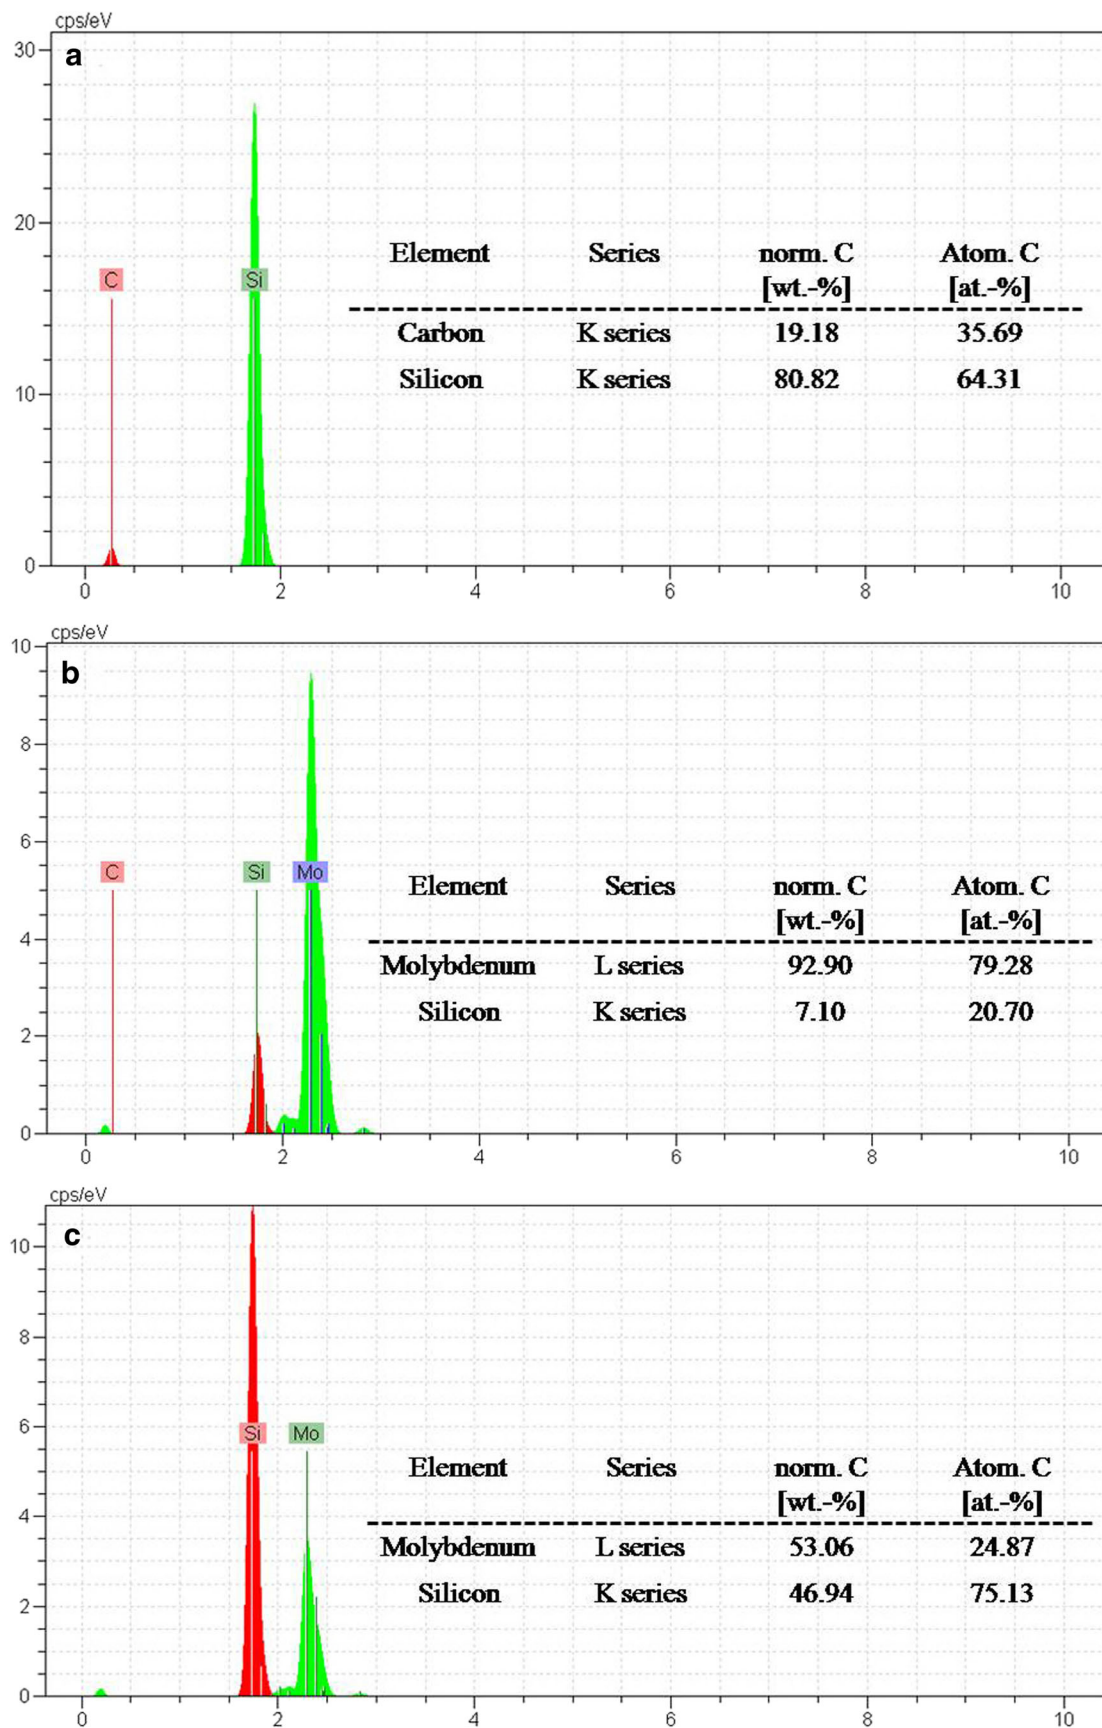 cps/eV
a
30
20
10
0
C
Si
Element Series norm. C Atom. C
[wt.-%] [at.-%]
Carbon K series 19.18 35.69
Silicon K series 80.82 64.31
0 2 4 6 8 10
cps/eV
b
10
8
6
4
2
0
C Si Mo
Element Series norm. C Atom. C
[wt.-%] [at.-%]
Molybdenum L series 92.90 79.28
Silicon K series 7.10 20.70
0 2 4 6 8 10
cps/eV
c
10
8
6
4
2
0
Si Mo
Element Series norm. C Atom. C
[wt.-%] [at.-%]
Molybdenum L series 53.06 24.87
Silicon K series 46.94 75.13
0 2 4 6 8 10